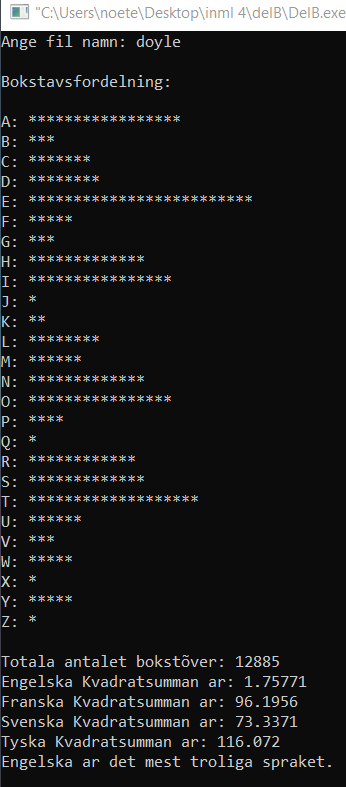 "C:\Users\noete\Desktop\inml 4\delB\DelB.exe
Ange fil namn: doyle
Bokstavsfordelning:
A: *****************
B: ***
C: *******
D: ********
E: *************************
F: *****
G: ***
H: *************
I: ****************
J: *
K: **
L: ********
M: ******
N: *************
O: ****************
P: ****
Q: *
R: ************
S: *************
T: *******************
U: ******
V: ***
W: *****
X: *
Y: *****
Z: *
Totala antalet bokstõver: 12885
Engelska Kvadratsumman ar: 1.75771
Franska Kvadratsumman ar: 96.1956
Svenska Kvadratsumman ar: 73.3371
Tyska Kvadratsumman ar: 116.072
Engelska ar det mest troliga spraket.